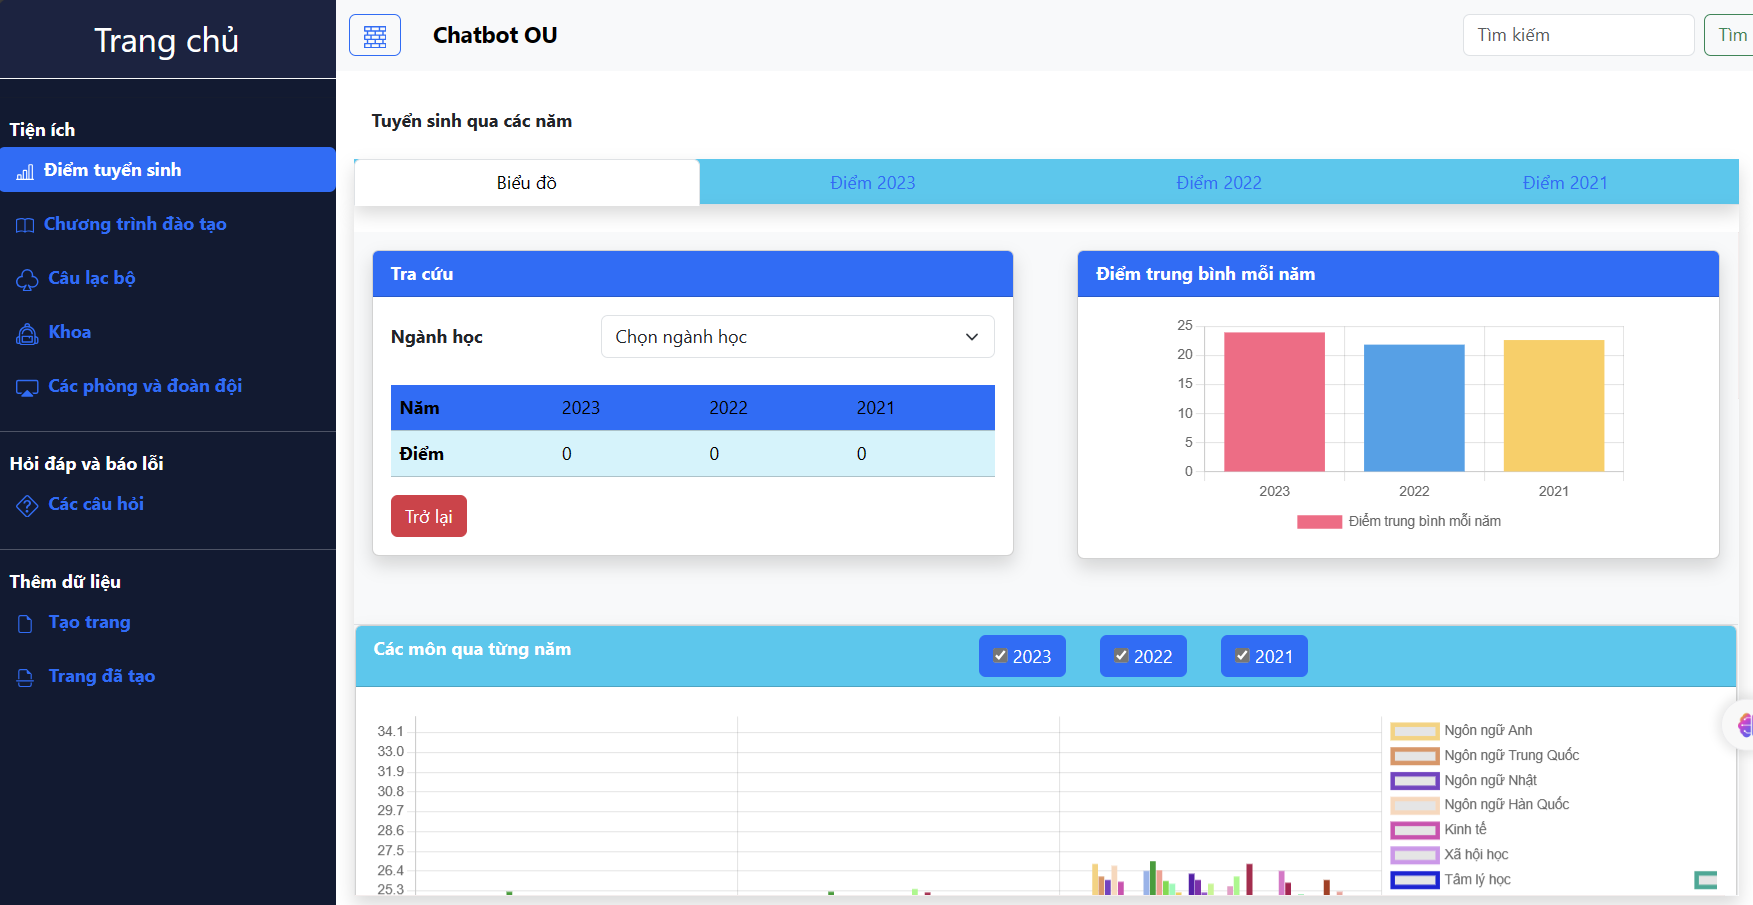 Trang chủ
Chatbot OU
Tìm kiếm
Tìm
Tiện ích
Điểm tuyển sinh
Chương trình đào tạo
Câu lạc bộ
Khoa
Các phòng và đoàn đội
Hỏi đáp và báo lỗi
Các câu hỏi
Thêm dữ liệu
Tạo trang
Trang đã tạo
Tuyển sinh qua các năm
Biểu đồ
Điểm 2023
Điểm 2022
Điểm 2021
Tra cứu
Ngành học
Chọn ngành học
Năm 2023 2022 2021
Điểm 0 0 0
Trở lại
Điểm trung bình mỗi năm
25
20
15
10
5
0
2023 2022 2021
Điểm trung bình mỗi năm
Các môn qua từng năm
2023
2022
2021
34.1
33.0
31.9
30.8
29.7
28.6
27.5
26.4
25.3
Ngôn ngữ Anh
Ngôn ngữ Trung Quốc
Ngôn ngữ Nhật
Ngôn ngữ Hàn Quốc
Kinh tế
Xã hội học
Tâm lý học